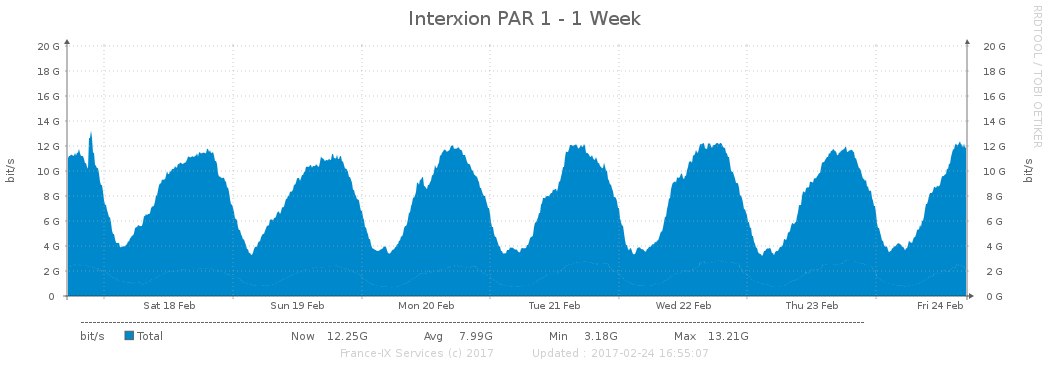 Interxion PAR 1 - 1 Week
RRDTOOL / TOBI OETIKER
bit/s
20 G 20 G
18 G 18 G
16 G 16 G
14 G 14 G
12 G 12 G
10 G 10 G
8 G 8 G
6 G 6 G
4 G 4 G
2 G 2 G
0 0 G
bit/s
Sat 18 Feb Sun 19 Feb Mon 20 Feb Tue 21 Feb Wed 22 Feb Thu 23 Feb Fri 24 Feb
bit/s Total Now 12.25G Avg 7.99G Min 3.18G Max 13.21G
France-IX Services (c) 2017 Updated : 2017-02-24 16:55:07